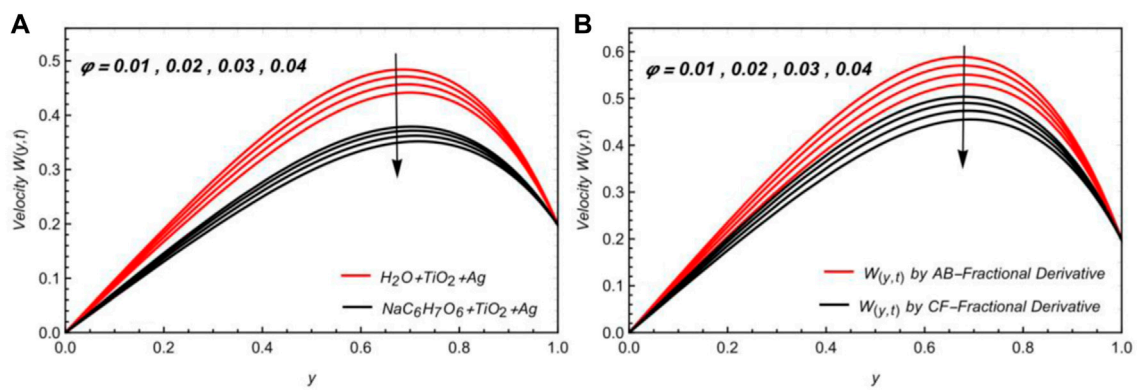 A
φ = 0.01 , 0.02 , 0.03 , 0.04
Velocity W(y,t)
0.5
0.4
0.3
0.2
0.1
0.0
H2O+TiO2+Ag
NaC6H7O6+TiO2+Ag
0.0 0.2 0.4 0.6 0.8 1.0
y
B
φ = 0.01 , 0.02 , 0.03 , 0.04
Velocity W(y,t)
0.6
0.5
0.4
0.3
0.2
0.1
0.0
W(y,t) by AB–Fractional Derivative
W(y,t) by CF–Fractional Derivative
0.0 0.2 0.4 0.6 0.8 1.0
y